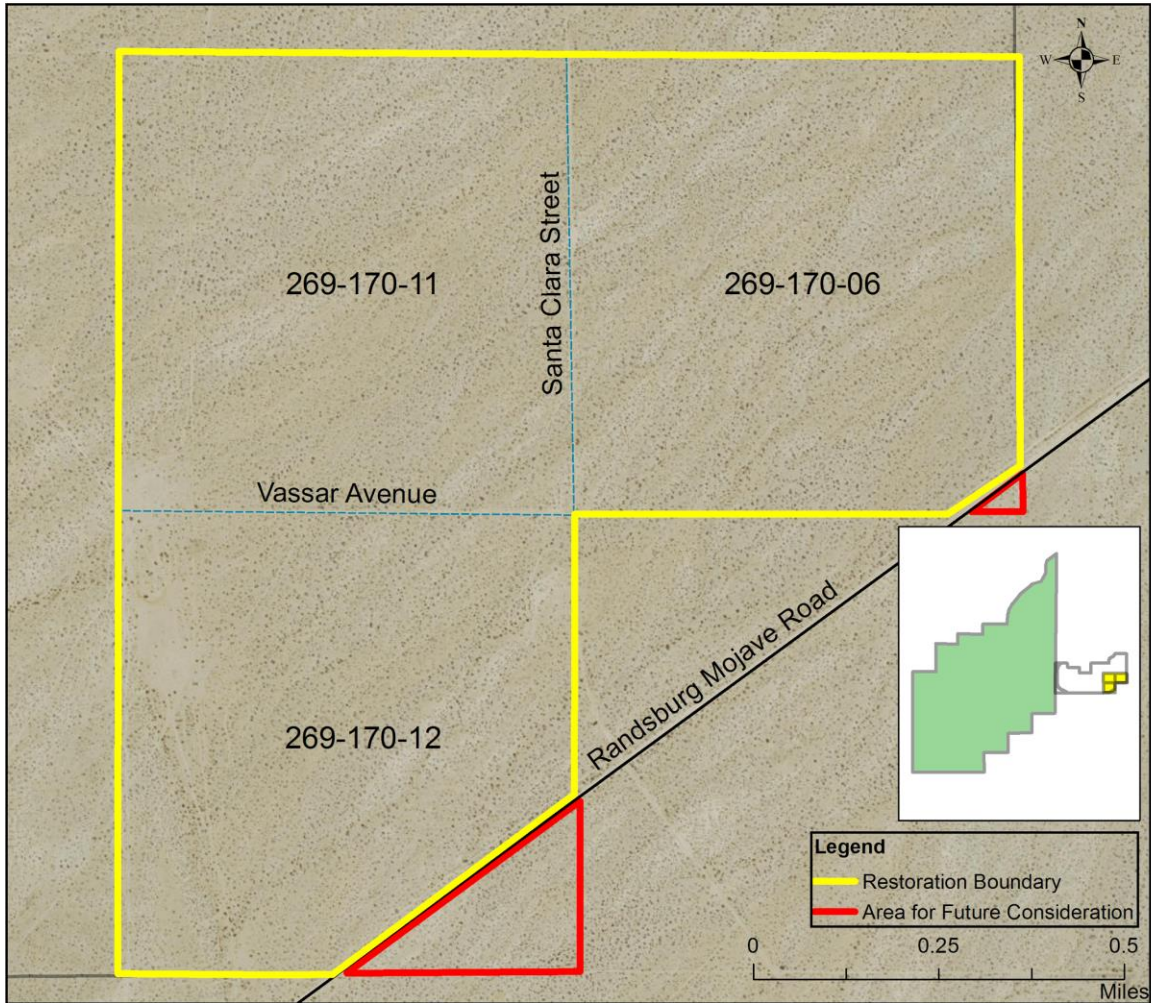 N
W
E
S
Santa Clara Street
269-170-11
269-170-06
Vassar Avenue
Randsburg Mojave Road
269-170-12
Legend
Restoration Boundary
Area for Future Consideration
0
0.25
0.5
Miles